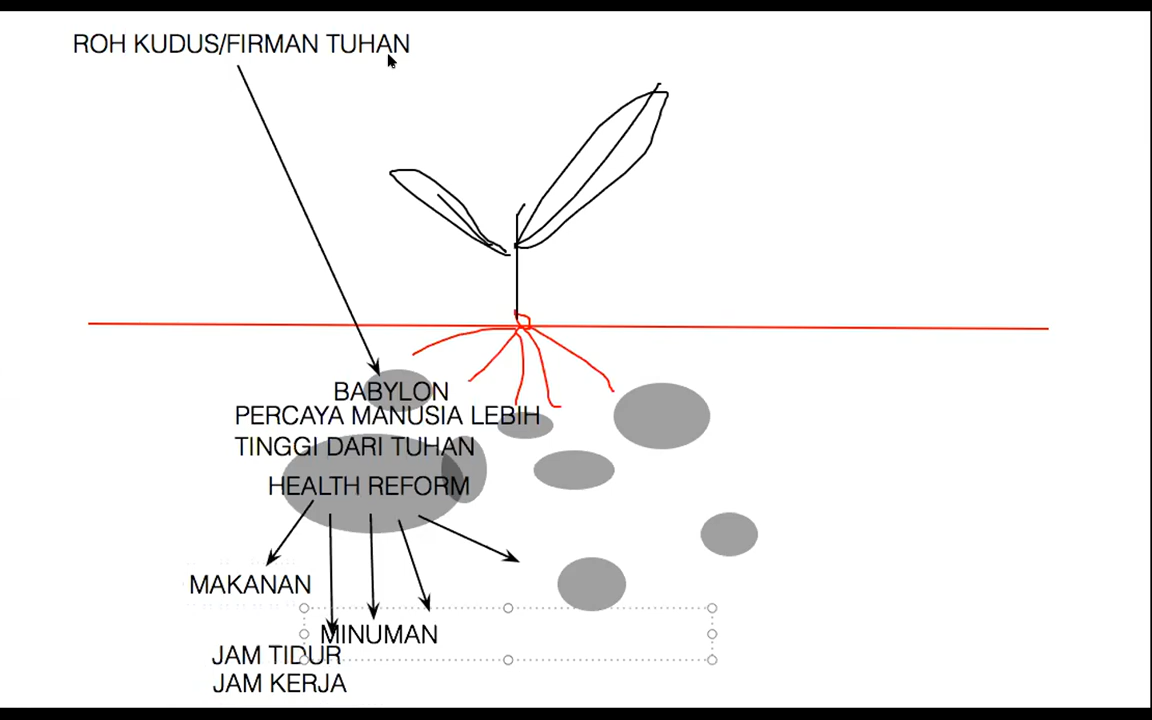 ROH KUDUS/FIRMAN TUHAN
BABYLON
PERCAYA MANUSIA LEBIH
TINGGI DARI TUHAN
HEALTH REFORM
MAKANAN
MINUMAN
JAM TIDUR
JAM KERJA